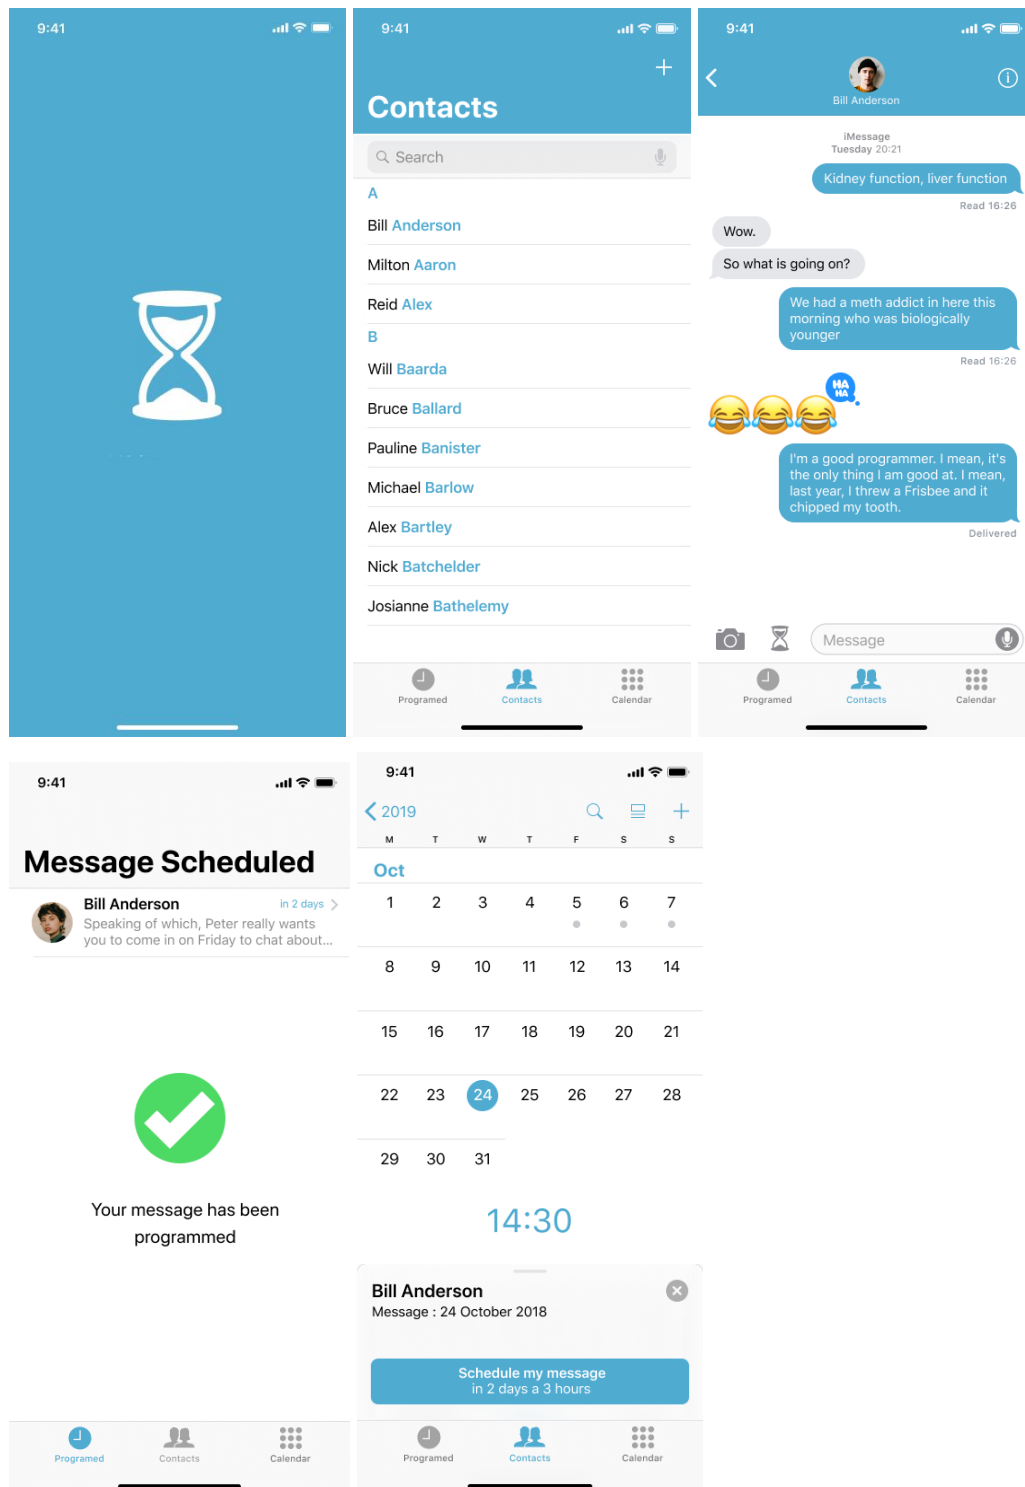 9:41
9:41
Contacts
Search
A
Bill Anderson
Milton Aaron
Reid Alex
B
Will Baarda
Bruce Ballard
Pauline Banister
Michael Barlow
Alex Bartley
Nick Batchelder
Josianne Bathelemy
Programed Contacts Calendar
9:41
Bill Anderson
iMessage
Tuesday 20:21
Kidney function, liver function
Read 16:26
Wow.
So what is going on?
We had a meth addict in here this
morning who was biologically
younger
Read 16:26
HA
HA
I'm a good programmer. I mean, it's
the only thing I am good at. I mean,
last year, I threw a Frisbee and it
chipped my tooth.
Delivered
Message
Programed Contacts Calendar
9:41
Message Scheduled
Bill Anderson in 2 days
Speaking of which, Peter really wants
you to come in on Friday to chat about...
Your message has been
programmed
Programed Contacts Calendar
9:41
2019
M T W T F S S
Oct
1 2 3 4 5 6 7
8 9 10 11 12 13 14
15 16 17 18 19 20 21
22 23 24 25 26 27 28
29 30 31
14:30
Bill Anderson
Message : 24 October 2018
Schedule my message
in 2 days a 3 hours
Programed Contacts Calendar